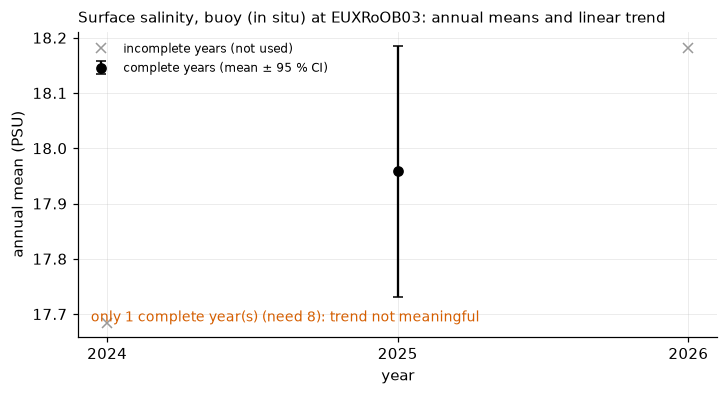 Surface salinity, buoy (in situ) at EUXRoOB03: annual means and linear trend
18.2
18.1
18.0
17.9
17.8
17.7
annual mean (PSU)
incomplete years (not used)
complete years (mean ± 95 % CI)
only 1 complete year(s) (need 8): trend not meaningful
2024
2025
2026
year